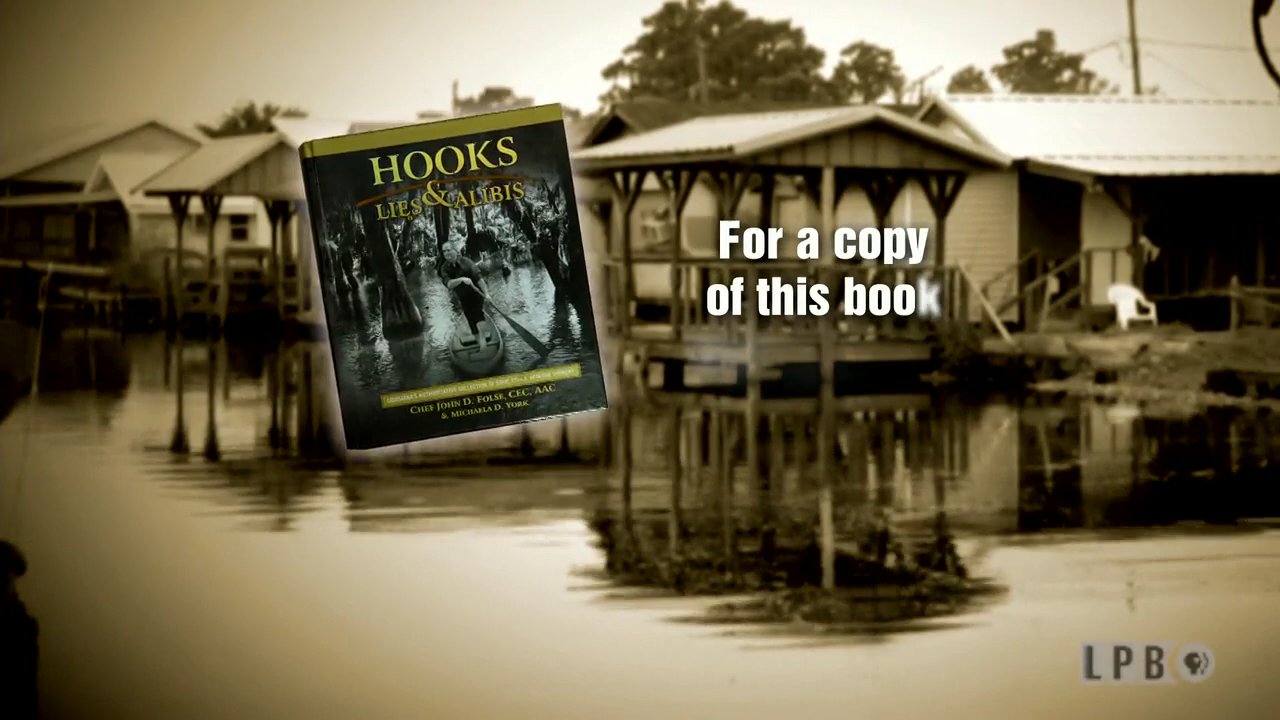 HOOKS
LIES & ALIBIS
CHEF JOHN D. FOLSE, CEC, AAC
& MICHAELA D. YORK
For a copy
of this book
LPB